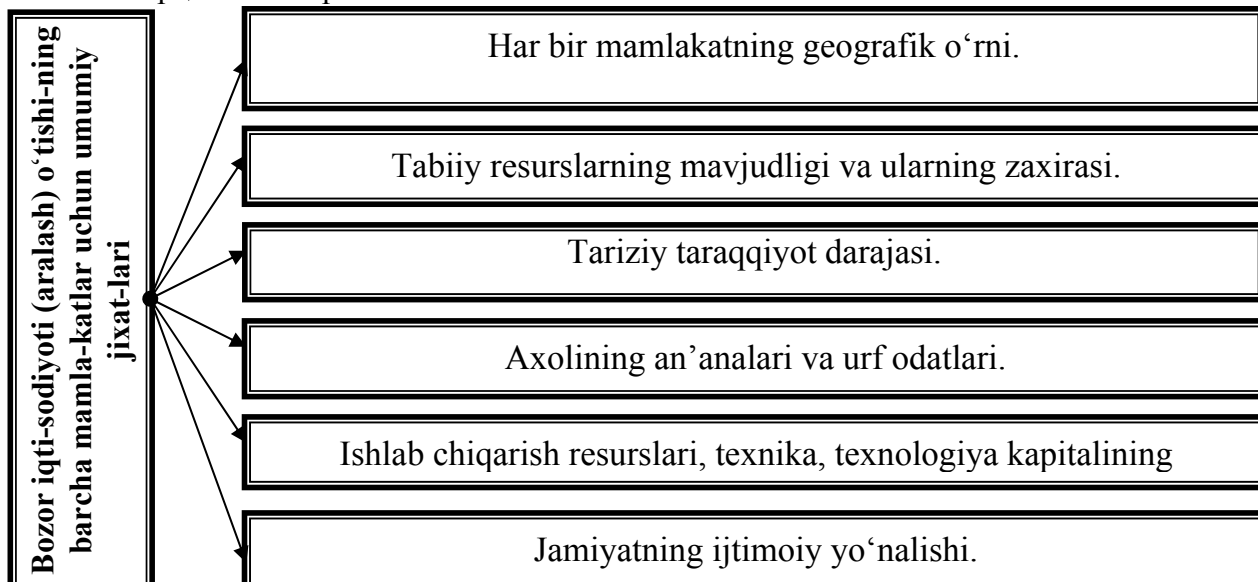 Bozor iqti-sodiyoti (aralash) o‘tishi-ning
barcha mamla-katlar uchun umumiy
jixat-lari
Har bir mamlakatning geografik o‘rni.
Tabiiy resurslarning mavjudligi va ularning zaxirasi.
Tariziy taraqqiyot darajasi.
Axolining an’analari va urf odatlari.
Ishlab chiqarish resurslari, texnika, texnologiya kapitalining
Jamiyatning ijtimoiy yo‘nalishi.